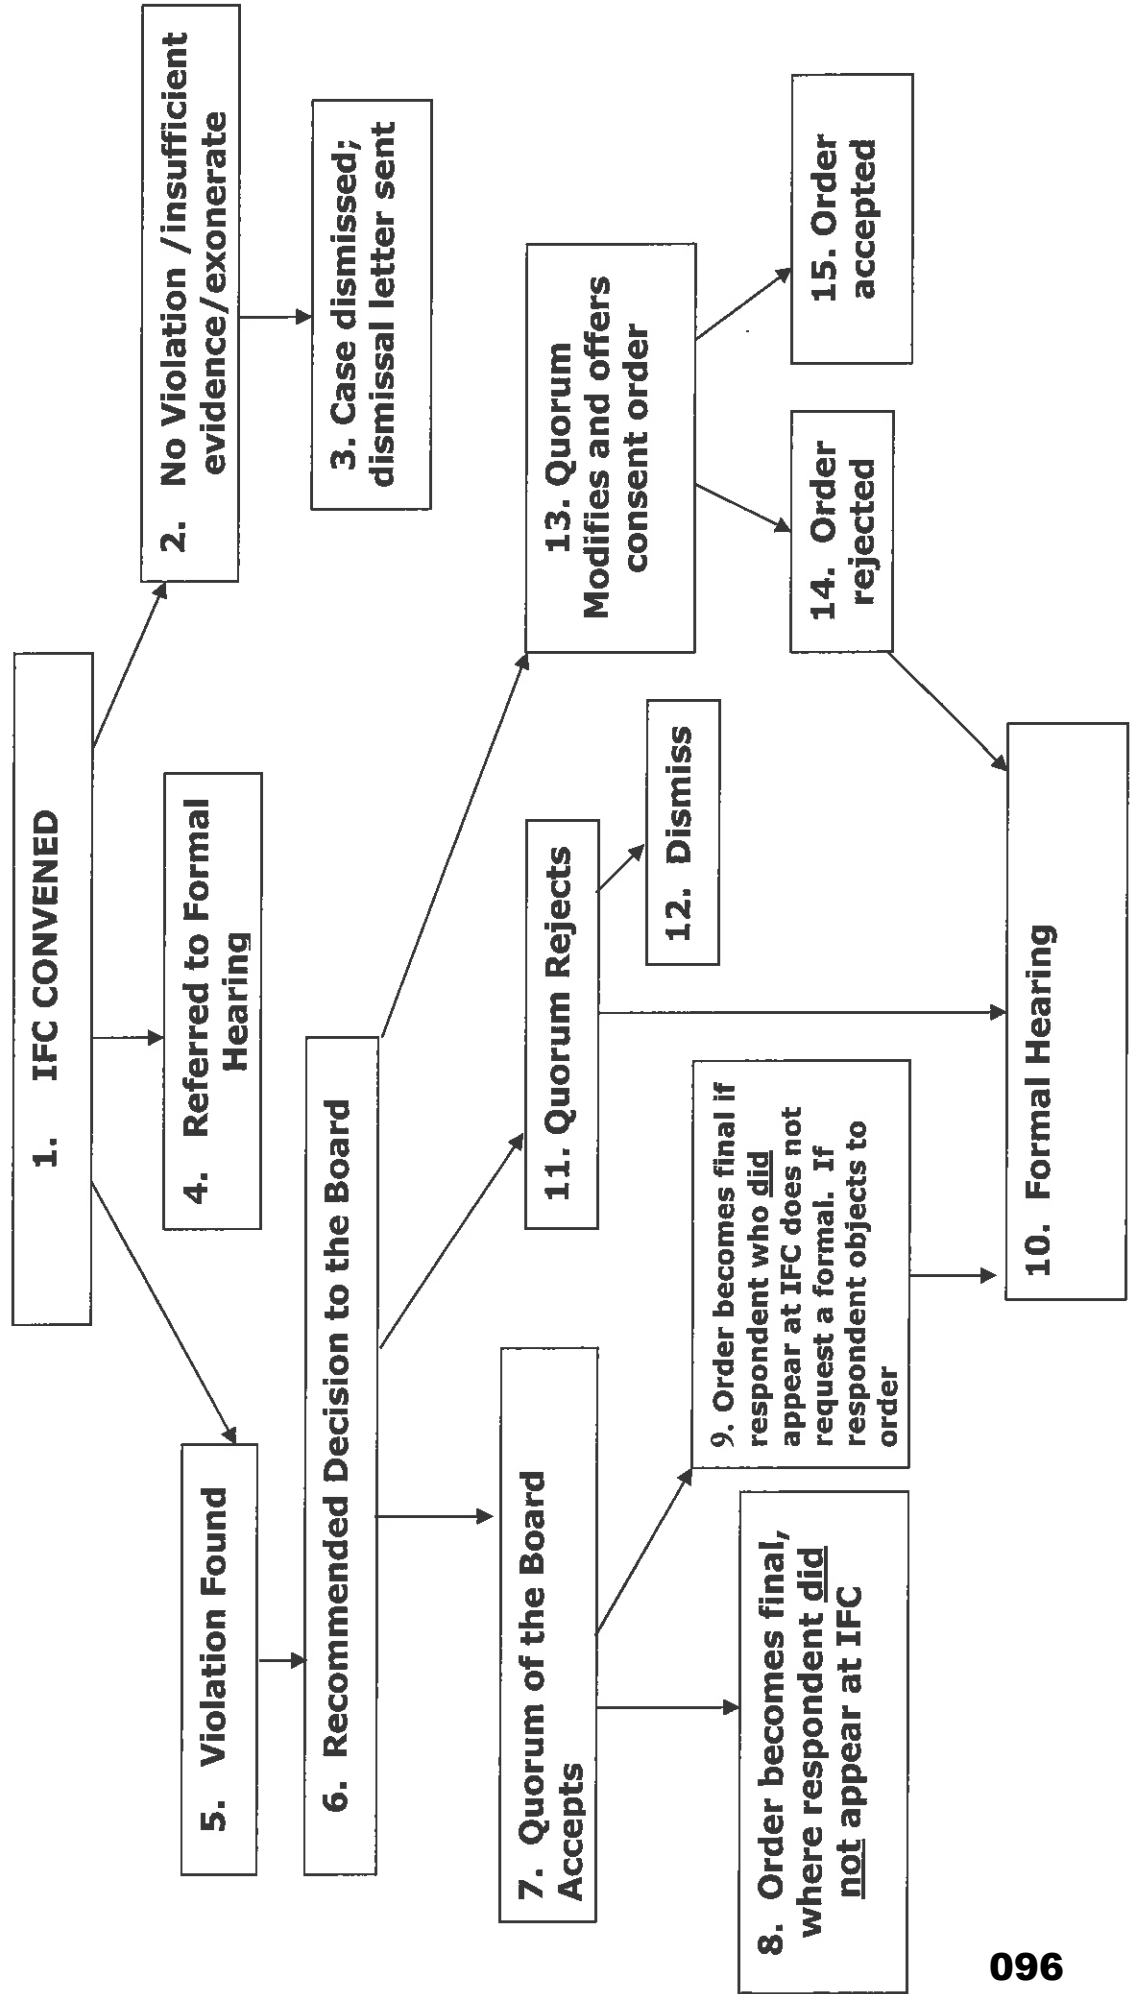 1. IFC CONVENED
2. No Violation /insufficient
evidence/exonerate
3. Case dismissed;
dismissal letter sent
4. Referred to Formal
Hearing
5. Violation Found
6. Recommended Decision to the Board
7. Quorum of the Board
Accepts
8. Order becomes final,
where respondent did
not appear at IFC
9. Order becomes final if
respondent who did
appear at IFC does not
request a formal. If
respondent objects to
order
10. Formal Hearing
11. Quorum Rejects
12. Dismiss
13. Quorum
Modifies and offers
consent order
14. Order
rejected
15. Order
accepted
096